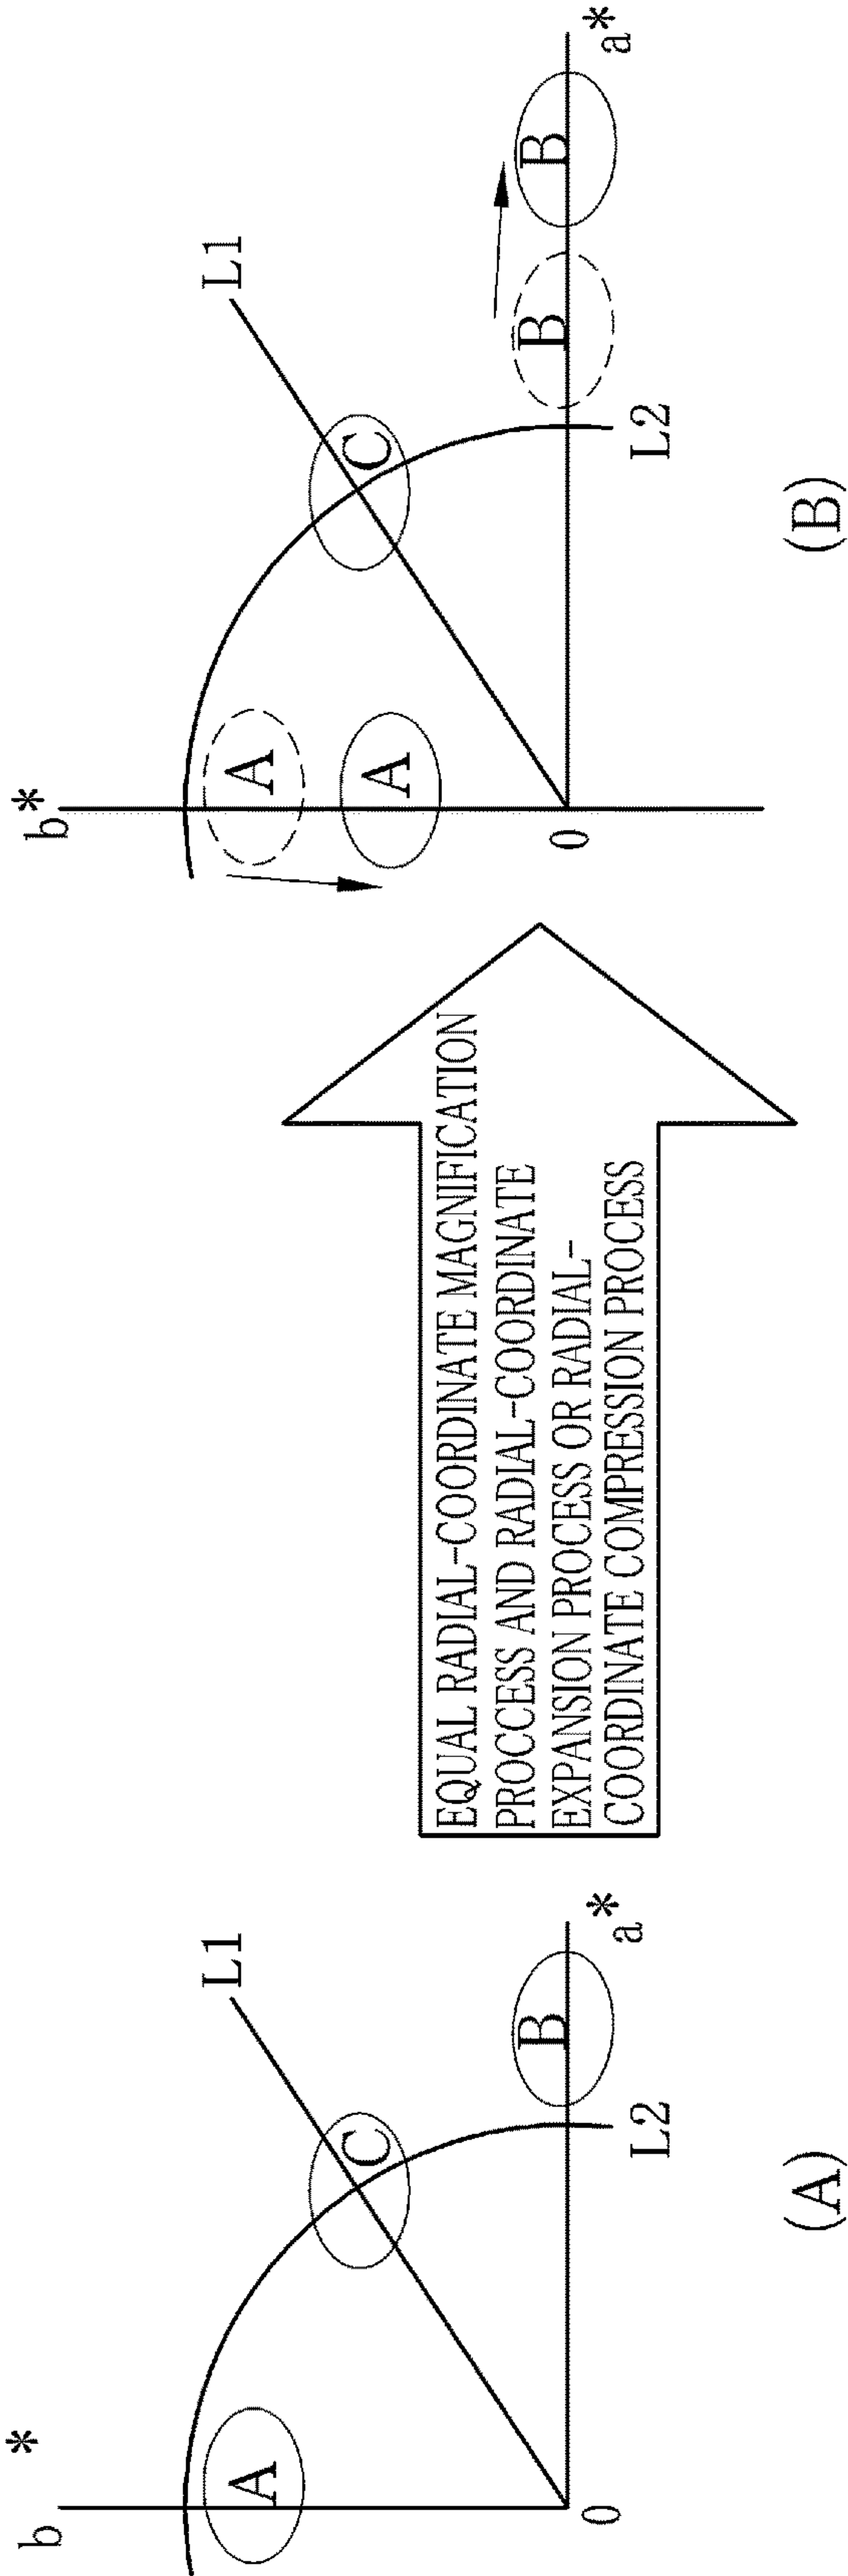 b*
A
C
L1
B
a*
0
L2
(A)
EQUAL RADIAL-COORDINATE MAGNIFICATION
PROCCESS AND RADIAL-COORDINATE
EXPANSION PROCESS OR RADIAL-
COORDINATE COMPRESSION PROCESS
b*
A
A
C
L1
B
B
a*
0
L2
(B)